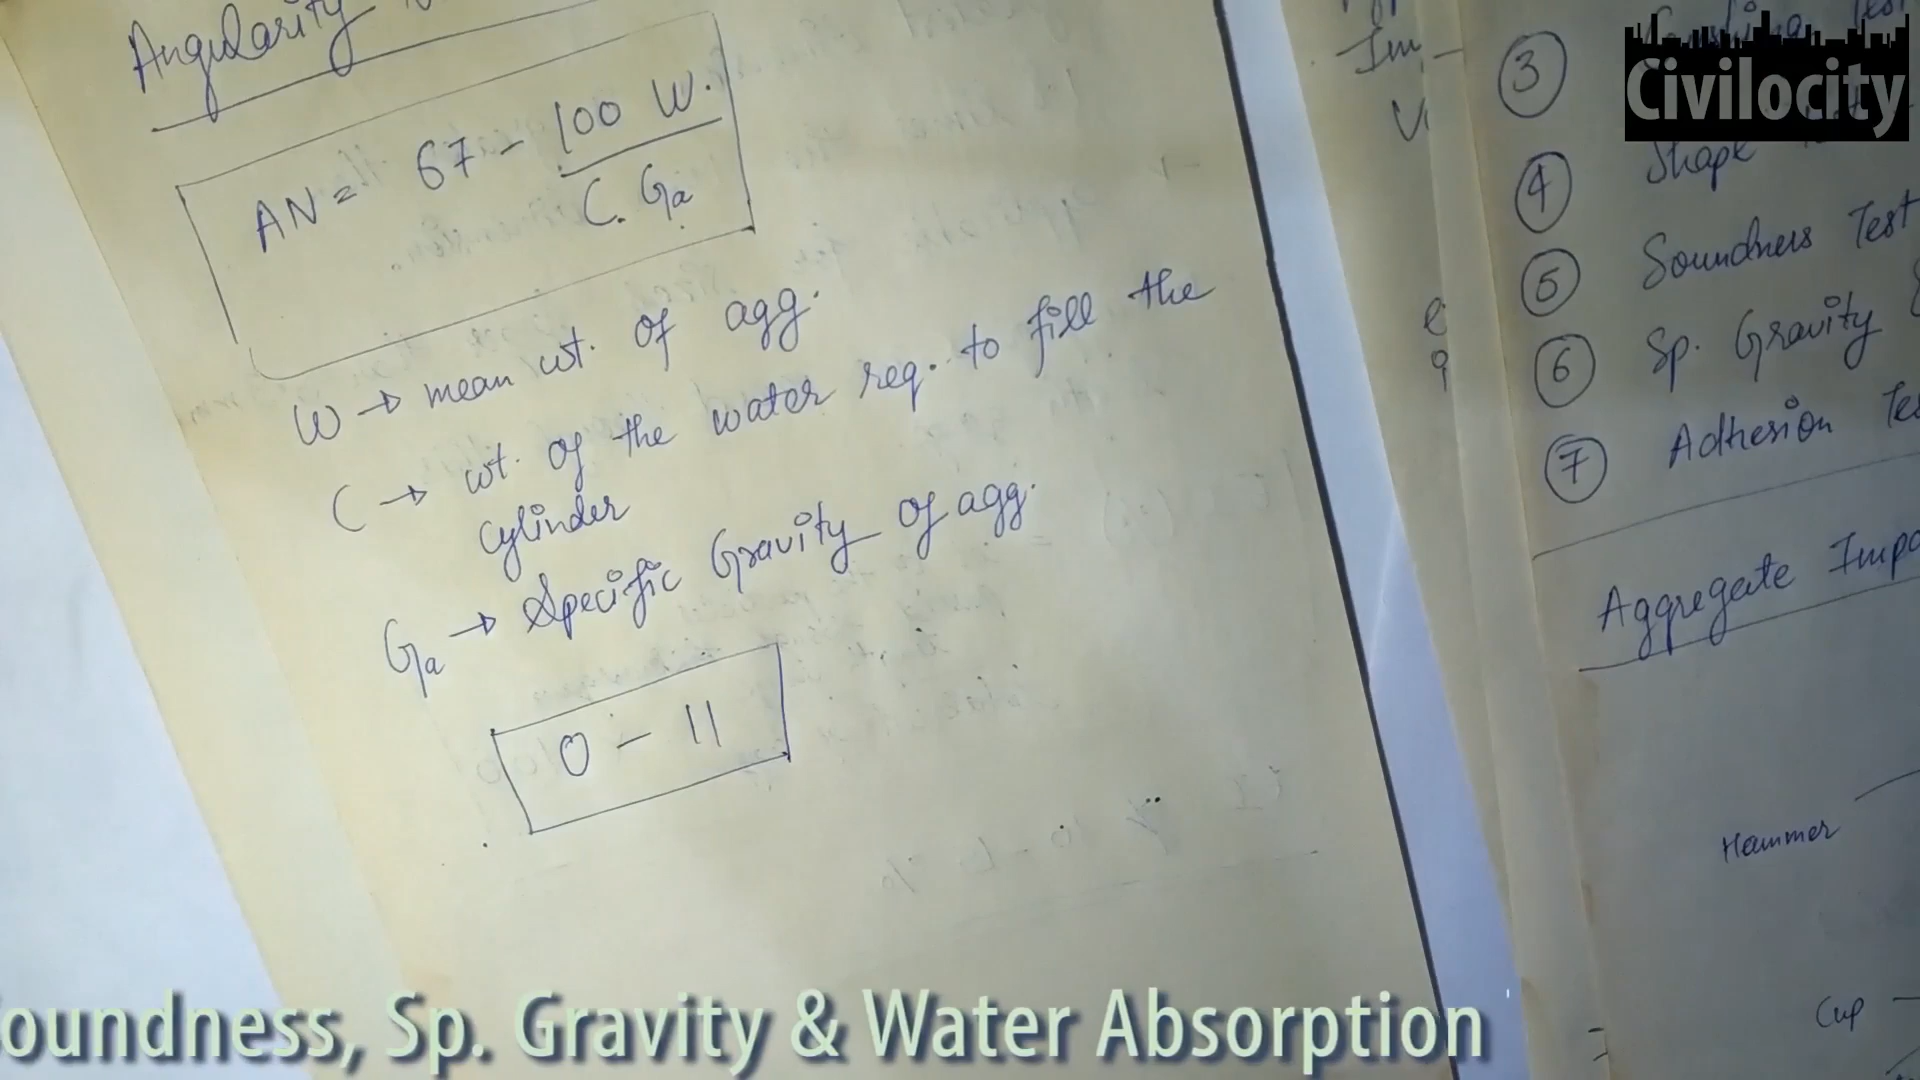 Angularity
AN = 67 - 100 W.
C. Ga
W → mean wt. of agg.
C → wt. of the water req. to fill the
cylinder
Ga → Specific Gravity of agg.
0 - 11
Im
③
④ Shape
⑤ Soundness Test
⑥ Sp. Gravity
⑦ Adhesion
Aggregate
Hammer
Cup
Civilocity
oundness, Sp. Gravity & Water Absorption